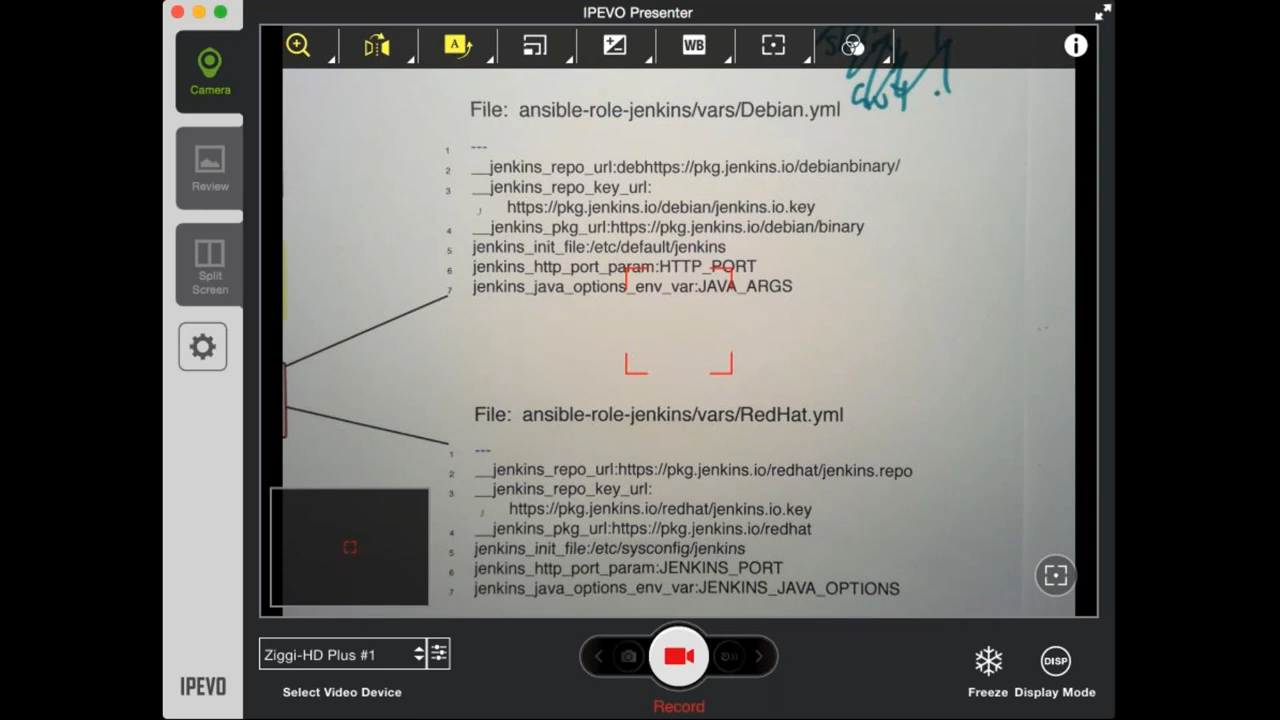 IPEVO Presenter
Camera
A
WB
i
File: ansible-role-jenkins/vars/Debian.yml
1 ---
2 __jenkins_repo_url:debhttps://pkg.jenkins.io/debianbinary/
3 __jenkins_repo_key_url:
https://pkg.jenkins.io/debian/jenkins.io.key
4 __jenkins_pkg_url:https://pkg.jenkins.io/debian/binary
5 jenkins_init_file:/etc/default/jenkins
6 jenkins_http_port_param:HTTP_PORT
7 jenkins_java_options_env_var:JAVA_ARGS
Review
Split
Screen
File: ansible-role-jenkins/vars/RedHat.yml
1 ---
2 __jenkins_repo_url:https://pkg.jenkins.io/redhat/jenkins.repo
3 __jenkins_repo_key_url:
https://pkg.jenkins.io/redhat/jenkins.io.key
4 __jenkins_pkg_url:https://pkg.jenkins.io/redhat
5 jenkins_init_file:/etc/sysconfig/jenkins
6 jenkins_http_port_param:JENKINS_PORT
7 jenkins_java_options_env_var:JENKINS_JAVA_OPTIONS
Ziggi-HD Plus #1
DISP
IPEVO
Select Video Device
Record
Freeze
Display Mode